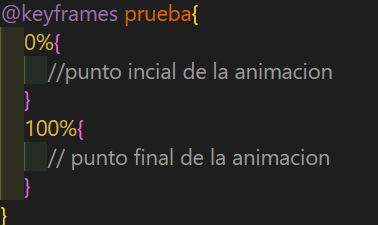 @keyframes prueba{
0%{
//punto incial de la animacion
}
100%{
// punto final de la animacion
}
}